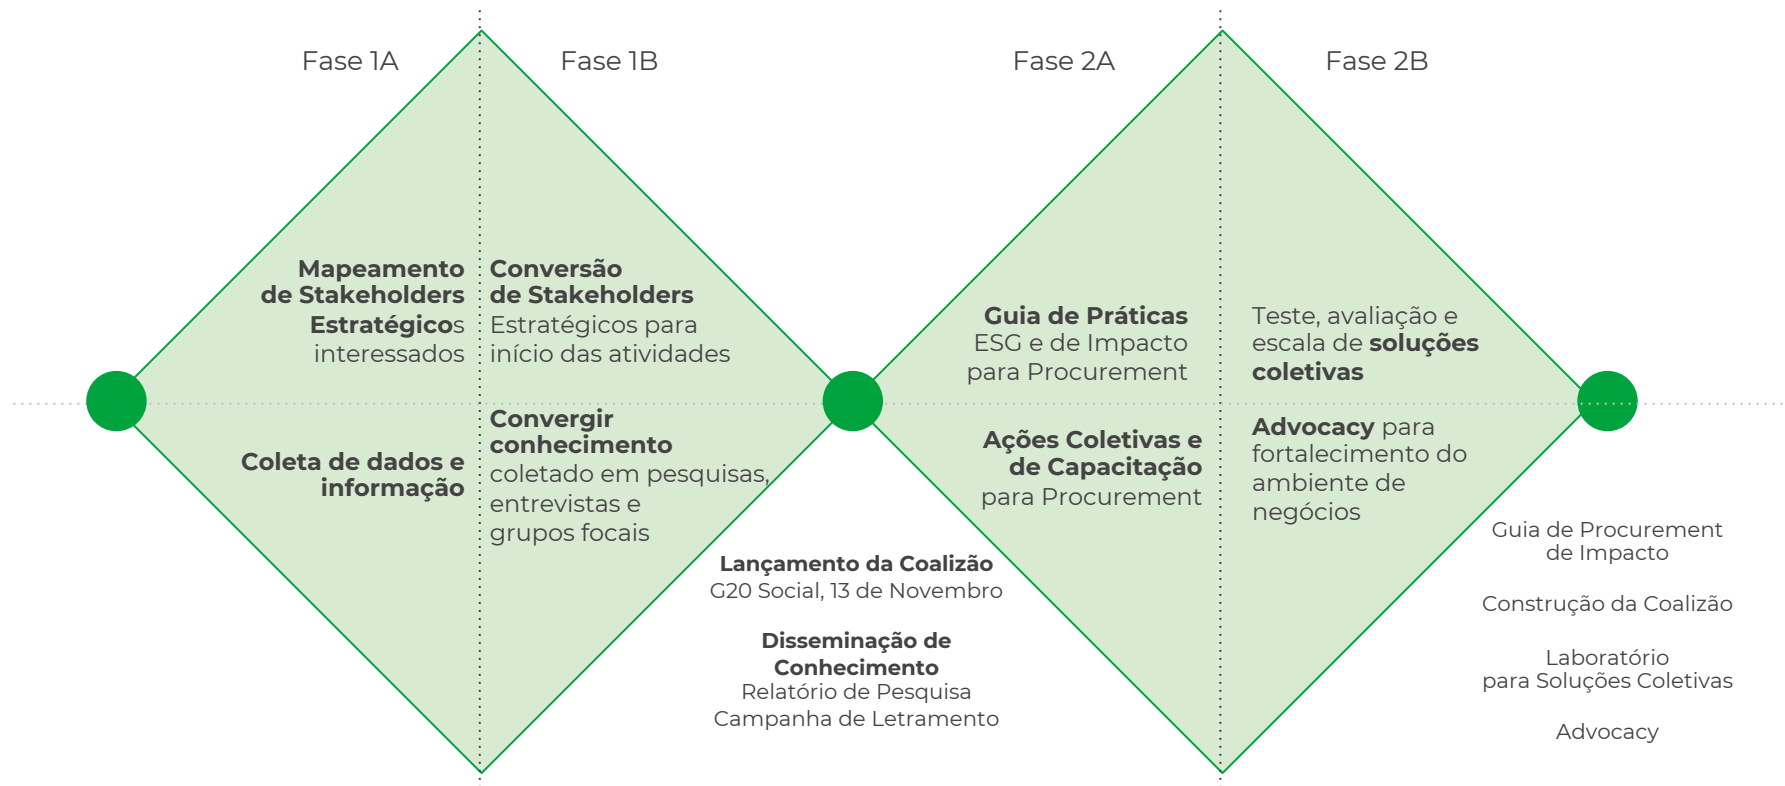 Fase 1A
Fase 1B
Fase 2A
Fase 2B
Mapeamento
de Stakeholders
Estratégicos
interessados
Coleta de dados e
informação
Conversão
de Stakeholders
Estratégicos para
início das atividades
Convergir
conhecimento
coletado em pesquisas,
entrevistas e
grupos focais
Lançamento da Coalizão
G20 Social, 13 de Novembro
Disseminação de
Conhecimento
Relatório de Pesquisa
Campanha de Letramento
Guia de Práticas
ESG e de Impacto
para Procurement
Ações Coletivas e
de Capacitação
para Procurement
Teste, avaliação e
escala de soluções
coletivas
Advocacy para
fortalecimento do
ambiente de
negócios
Guia de Procurement
de Impacto
Construção da Coalizão
Laboratório
para Soluções Coletivas
Advocacy